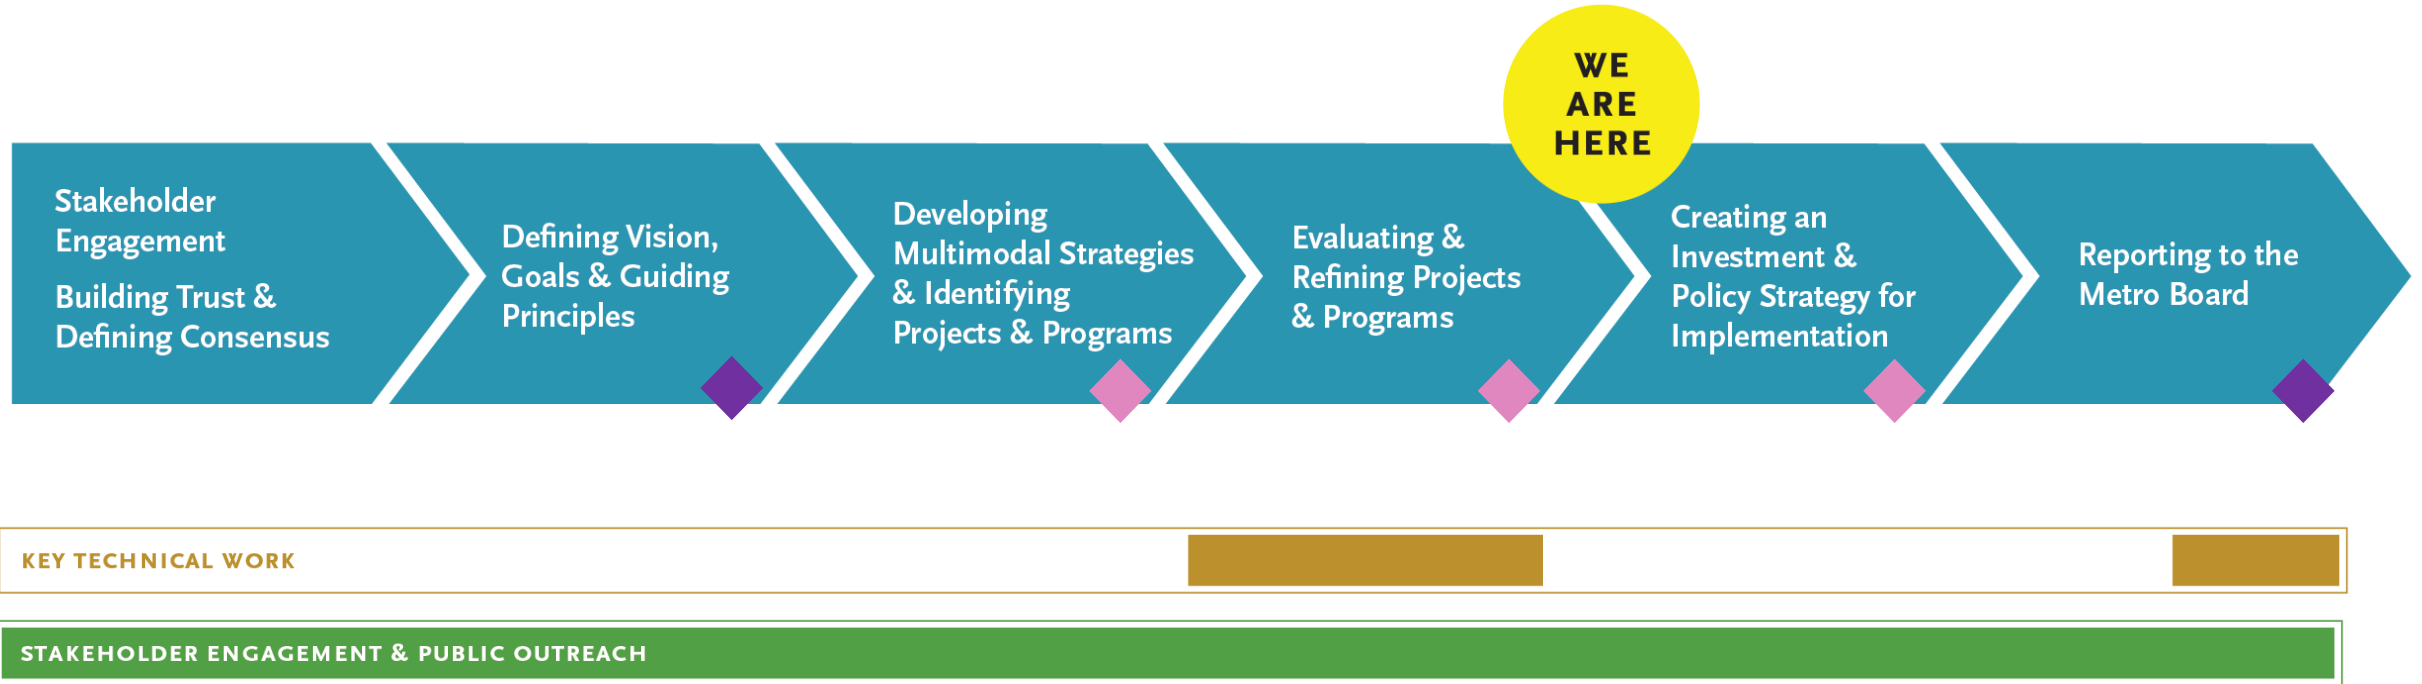 WE
ARE
HERE
Stakeholder
Engagement
Building Trust &
Defining Consensus
Defining Vision,
Goals & Guiding
Principles
Developing
Multimodal Strategies
& Identifying
Projects & Programs
Evaluating &
Refining Projects
& Programs
Creating an
Investment &
Policy Strategy for
Implementation
Reporting to the
Metro Board
KEY TECHNICAL WORK
STAKEHOLDER ENGAGEMENT & PUBLIC OUTREACH